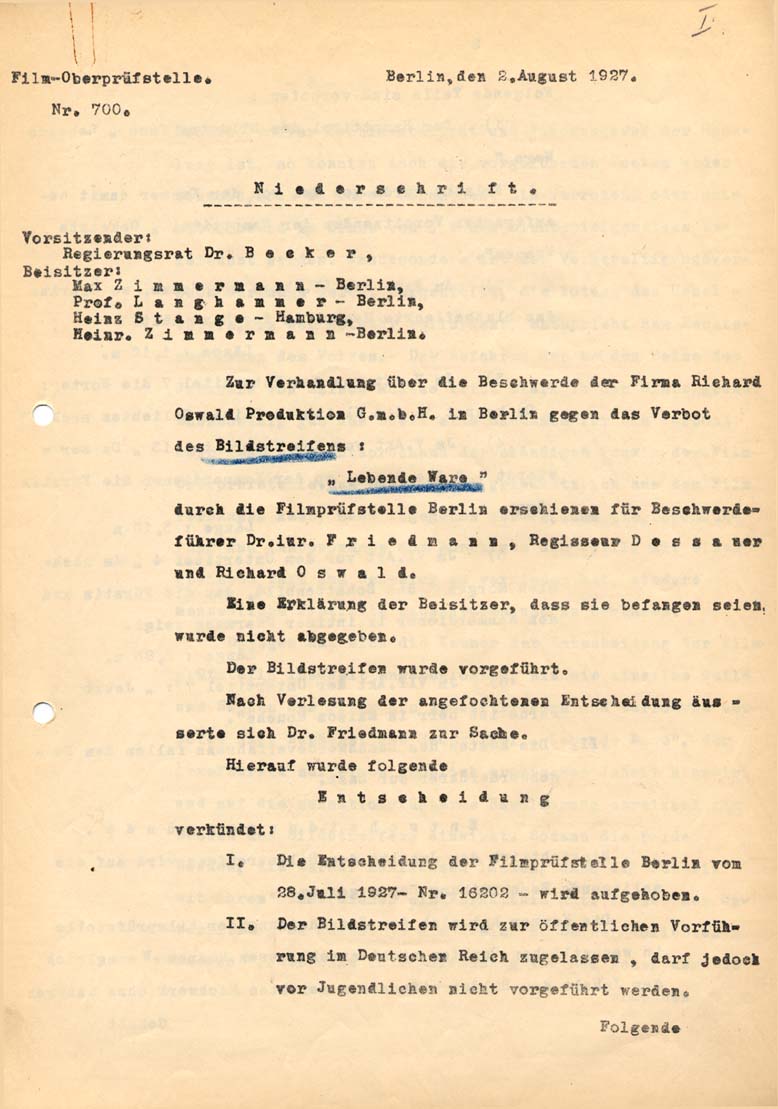 I
Film-Oberprüfstelle.
Berlin, den 2. August 1927.
Nr. 700.
Niederschrift.
Vorsitzender:
Regierungsrat Dr. Becker,
Beisitzer:
Max Zimmermann - Berlin,
Prof. Langhammer - Berlin,
Heinz Stange - Hamburg,
Heinr. Zimmermann -Berlin.
Zur Verhandlung über die Beschwerde der Firma Richard
Oswald Produktion G.m.b.H. in Berlin gegen das Verbot
des Bildstreifens :
„ Lebende Ware ”
durch die Filmprüfstelle Berlin erschienen für Beschwerde-
führer Dr.iur. Friedmann, Regisseur Dessauer
und Richard Oswald.
Eine Erklärung der Beisitzer, dass sie befangen seien,
wurde nicht abgegeben.
Der Bildstreifen wurde vorgeführt.
Nach Verlesung der angefochtenen Entscheidung äus -
serte sich Dr. Friedmann zur Sache.
Hierauf wurde folgende
Entscheidung
verkündet:
I. Die Entscheidung der Filmprüfstelle Berlin vom
28.Juli 1927- Nr. 16202 - wird aufgehoben.
II. Der Bildstreifen wird zur öffentlichen Vorfüh-
rung im Deutschen Reich zugelassen , darf jedoch
vor Jugendlichen nicht vorgeführt werden.
Folgende